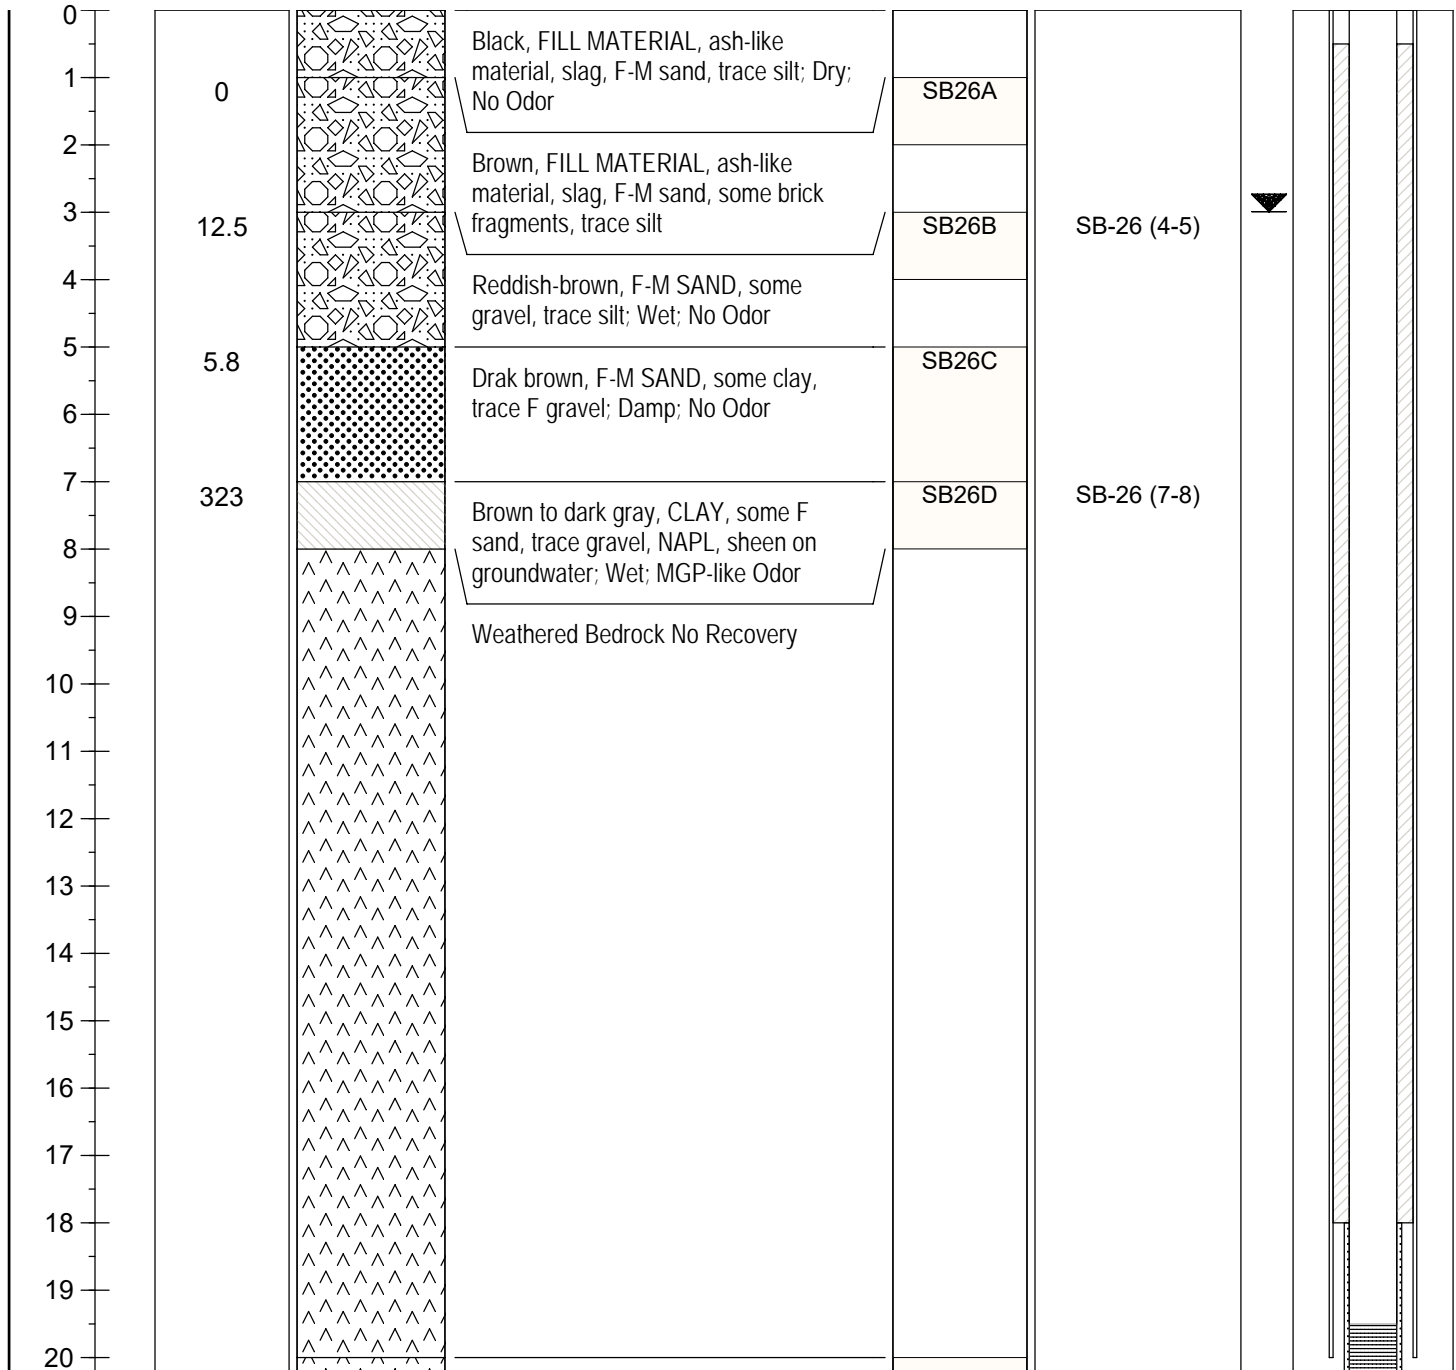 0
Black, FILL MATERIAL, ash-like
material, slag, F-M sand, trace silt; Dry;
No Odor
1
0
SB26A
2
Brown, FILL MATERIAL, ash-like
material, slag, F-M sand, some brick
fragments, trace silt
3
12.5
SB26B
SB-26 (4-5)
4
Reddish-brown, F-M SAND, some
gravel, trace silt; Wet; No Odor
5
5.8
SB26C
Drak brown, F-M SAND, some clay,
trace F gravel; Damp; No Odor
6
7
323
SB26D
SB-26 (7-8)
Brown to dark gray, CLAY, some F
sand, trace gravel, NAPL, sheen on
groundwater; Wet; MGP-like Odor
8
9
Weathered Bedrock No Recovery
10
11
12
13
14
15
16
17
18
19
20